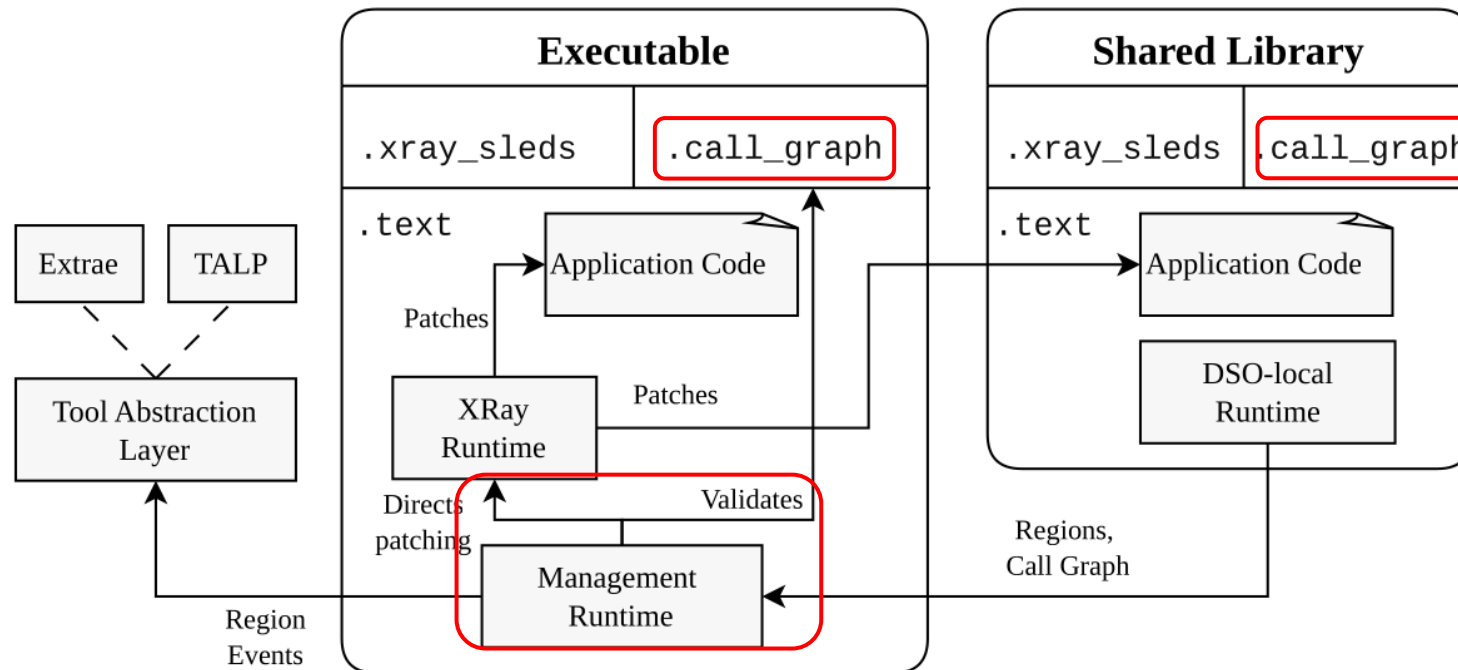 Executable
Shared Library
.xray_sleds
.call_graph
.xray_sleds
.call_graph
.text
.text
Extrae
TALP
Application Code
Application Code
Patches
Tool Abstraction
Layer
XRay
Runtime
Patches
DSO-local
Runtime
Directs
patching
Validates
Regions,
Call Graph
Management
Runtime
Region
Events